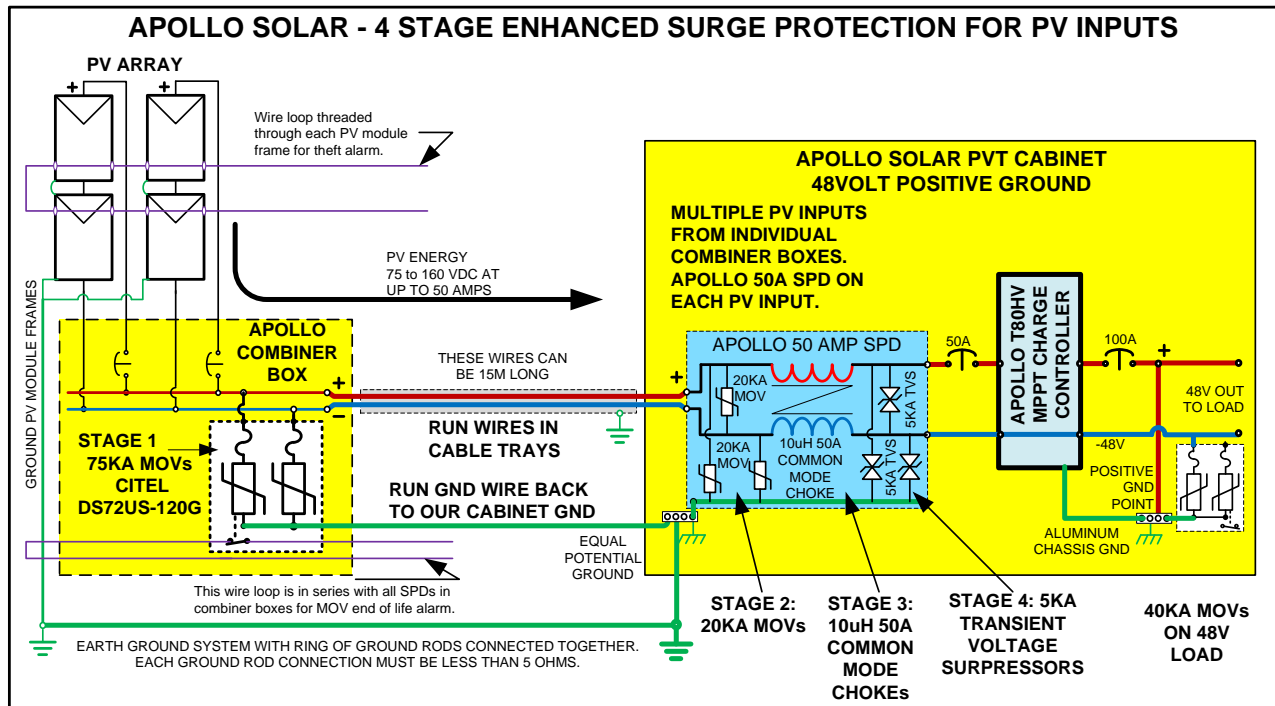 APOLLO SOLAR - 4 STAGE ENHANCED SURGE PROTECTION FOR PV INPUTS
PV ARRAY
+
+
Wire loop threaded
through each PV module
frame for theft alarm.
PV ENERGY
75 to 160 VDC AT
UP TO 50 AMPS
GROUND PV MODULE FRAMES
APOLLO
COMBINER
BOX
+
–
STAGE 1
75KA MOVs
CITEL
DS72US-120G
THESE WIRES CAN
BE 15M LONG
RUN WIRES IN
CABLE TRAYS
RUN GND WIRE BACK
TO OUR CABINET GND
EQUAL
POTENTIAL
GROUND
This wire loop is in series with all SPDs in
combiner boxes for MOV end of life alarm.
EARTH GROUND SYSTEM WITH RING OF GROUND RODS CONNECTED TOGETHER.
EACH GROUND ROD CONNECTION MUST BE LESS THAN 5 OHMS.
APOLLO SOLAR PVT CABINET
48VOLT POSITIVE GROUND
MULTIPLE PV INPUTS
FROM INDIVIDUAL
COMBINER BOXES.
APOLLO 50A SPD ON
EACH PV INPUT.
APOLLO 50 AMP SPD
+
–
20KA
MOV
20KA
MOV
10uH 50A
COMMON
MODE
CHOKE
5KA TVS
5KA TVS
50A
APOLLO T80HV
MPPT CHARGE
CONTROLLER
100A
+
48V OUT
TO LOAD
-48V
POSITIVE
GND
POINT
ALUMINUM
CHASSIS GND
STAGE 2:
20KA MOVs
STAGE 3:
10uH 50A
COMMON
MODE
CHOKEs
STAGE 4: 5KA
TRANSIENT
VOLTAGE
SURPRESSORS
40KA MOVs
ON 48V
LOAD